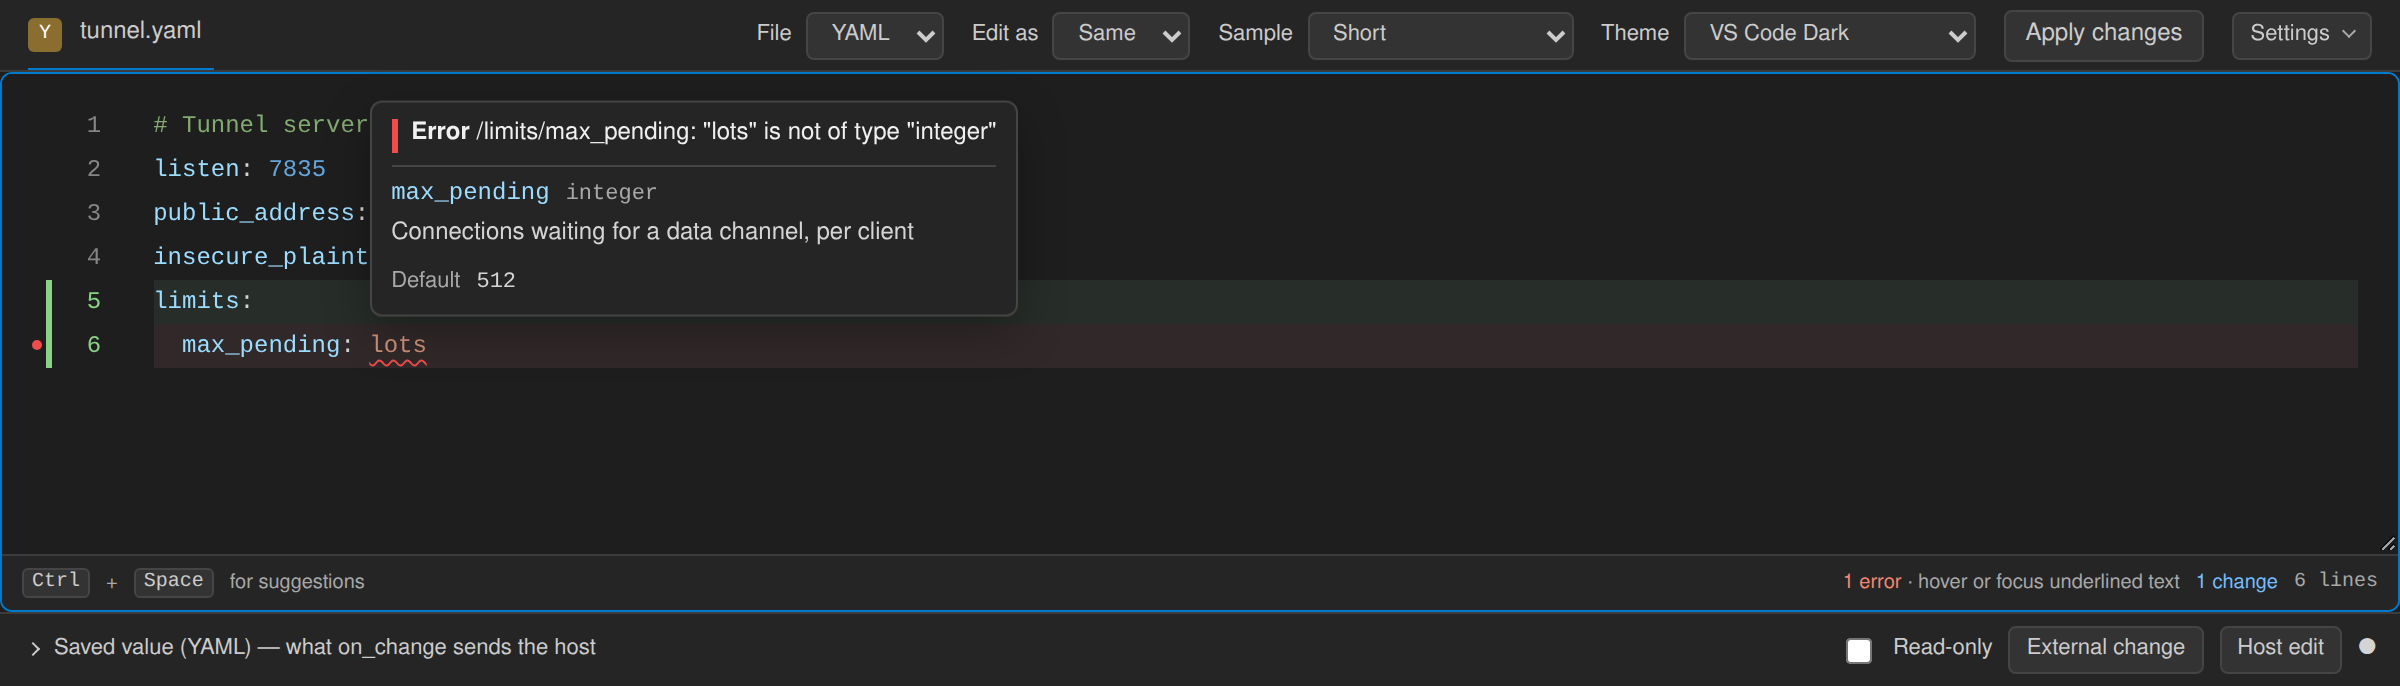 Y tunnel.yaml File YAML Edit as Same Sample Short Theme VS Code Dark Apply changes Settings
1 # Tunnel server
Error /limits/max_pending: "lots" is not of type "integer"
2 listen: 7835
max_pending integer
3 public_address:
Connections waiting for a data channel, per client
4 insecure_plaint
Default 512
5 limits:
6 max_pending: lots
Ctrl + Space for suggestions 1 error · hover or focus underlined text 1 change 6 lines
Saved value (YAML) — what on_change sends the host Read-only External change Host edit